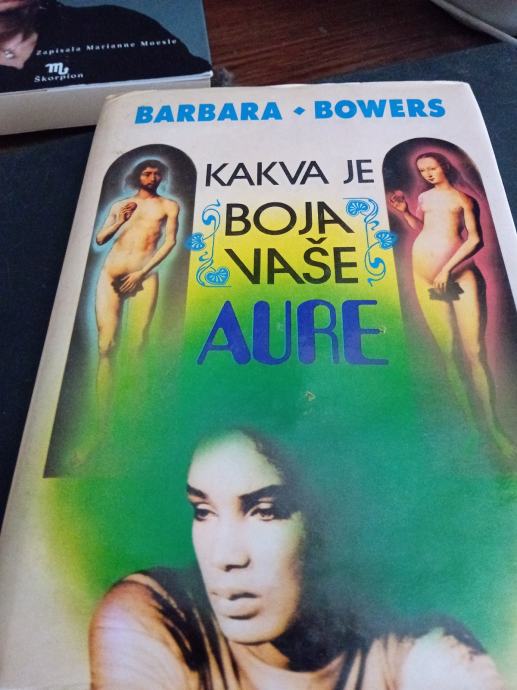 Zapisala Marianne Moesle
Škorpion
BARBARA • BOWERS
KAKVA JE
BOJA
VAŠE
AURE